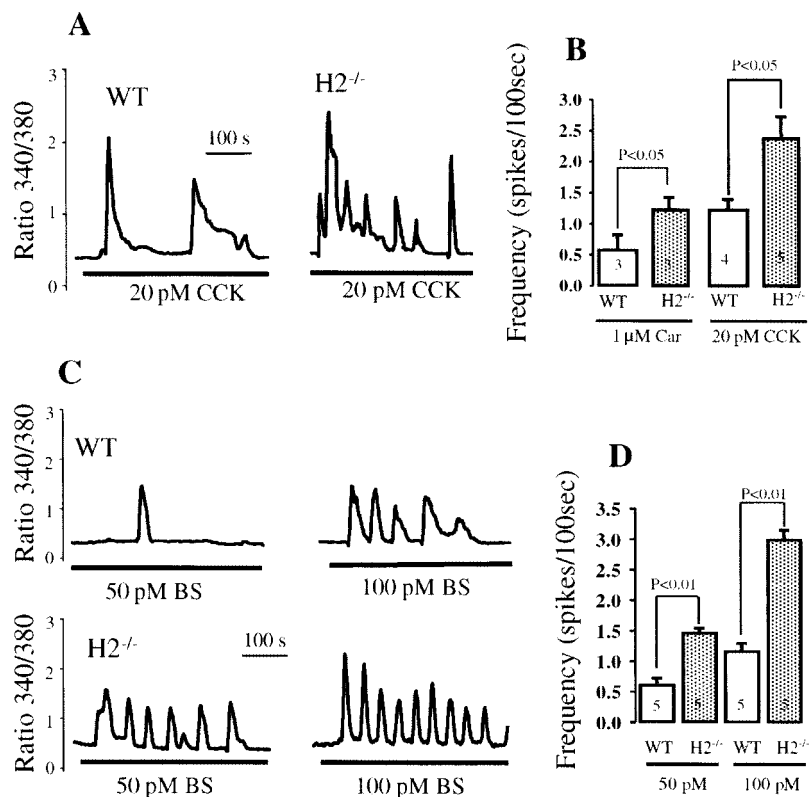 A
Ratio 340/380
3
2
1
0
WT
100 s
20 pM CCK
H2-/-
20 pM CCK
B
Frequency (spikes/100sec)
3.0
2.5
2.0
1.5
1.0
0.5
0.0
P<0.05
P<0.05
3
4
5
WT
H2-/-
WT
H2-/-
1 µM Car
20 pM CCK
C
Ratio 340/380
3
2
1
0
WT
50 pM BS
100 pM BS
Ratio 340/380
3
2
1
0
H2-/-
100 s
50 pM BS
100 pM BS
D
Frequency (spikes/100sec)
3.5
3.0
2.5
2.0
1.5
1.0
0.5
0.0
P<0.01
P<0.01
5
5
5
5
WT
H2-/-
WT
H2-/-
50 pM
100 pM